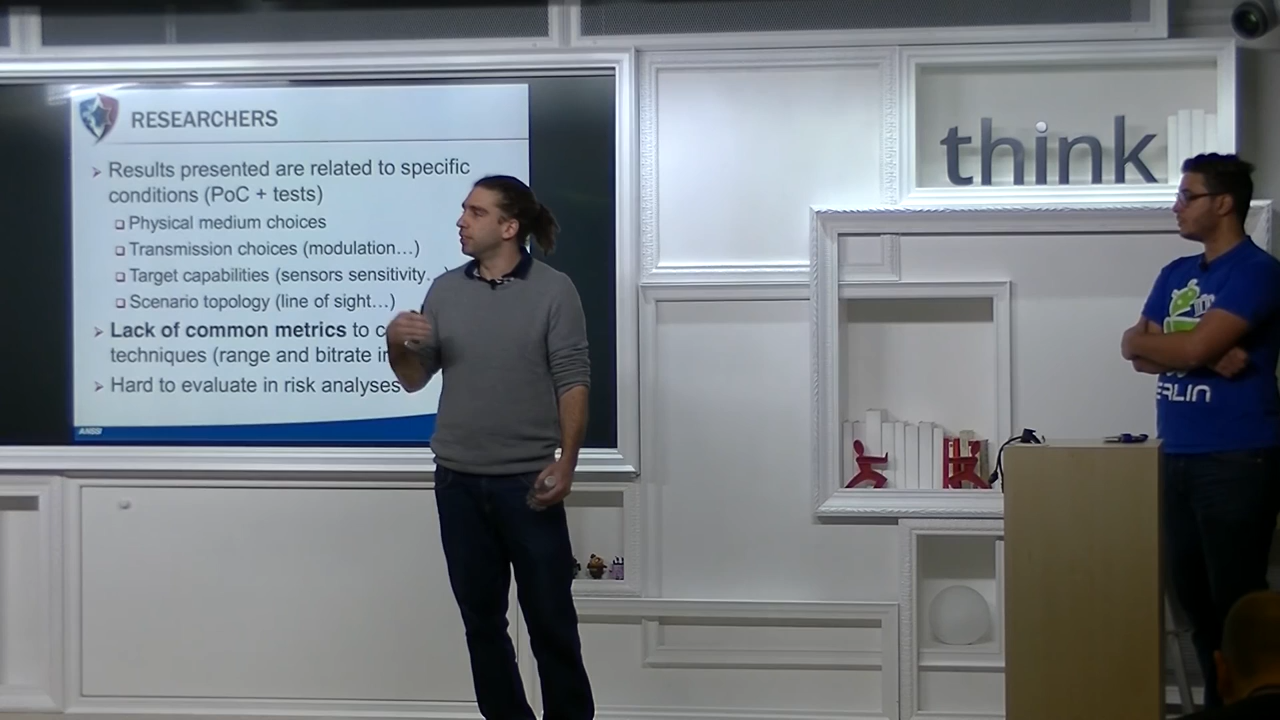 RESEARCHERS
Results presented are related to specific
conditions (PoC + tests)
Physical medium choices
Transmission choices (modulation…)
Target capabilities (sensors sensitivity…)
Scenario topology (line of sight…)
Lack of common metrics to
techniques (range and bitrate
Hard to evaluate in risk analyses
ANSSI
think